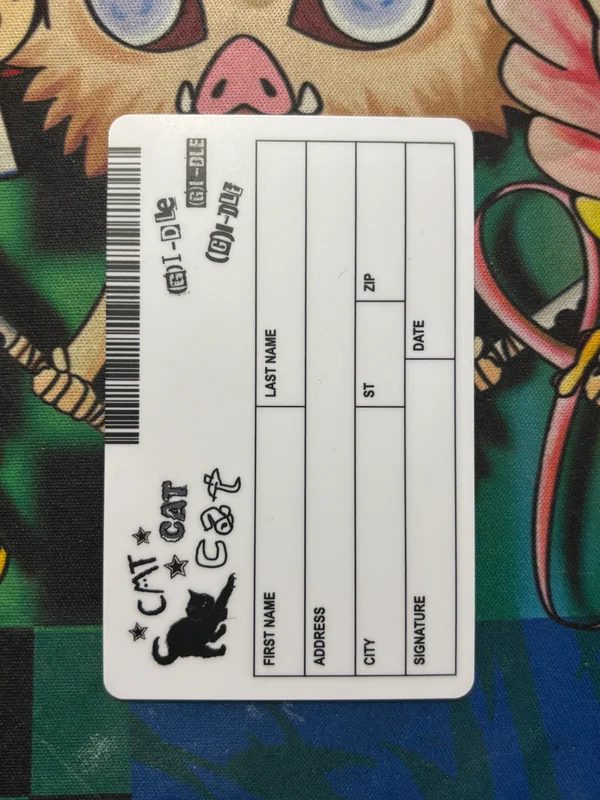 CAT
CAT
Cat
(G)I-DLE
(G)I-DLE
(G)I-DLE
FIRST NAME
LAST NAME
ADDRESS
CITY
ST
ZIP
SIGNATURE
DATE